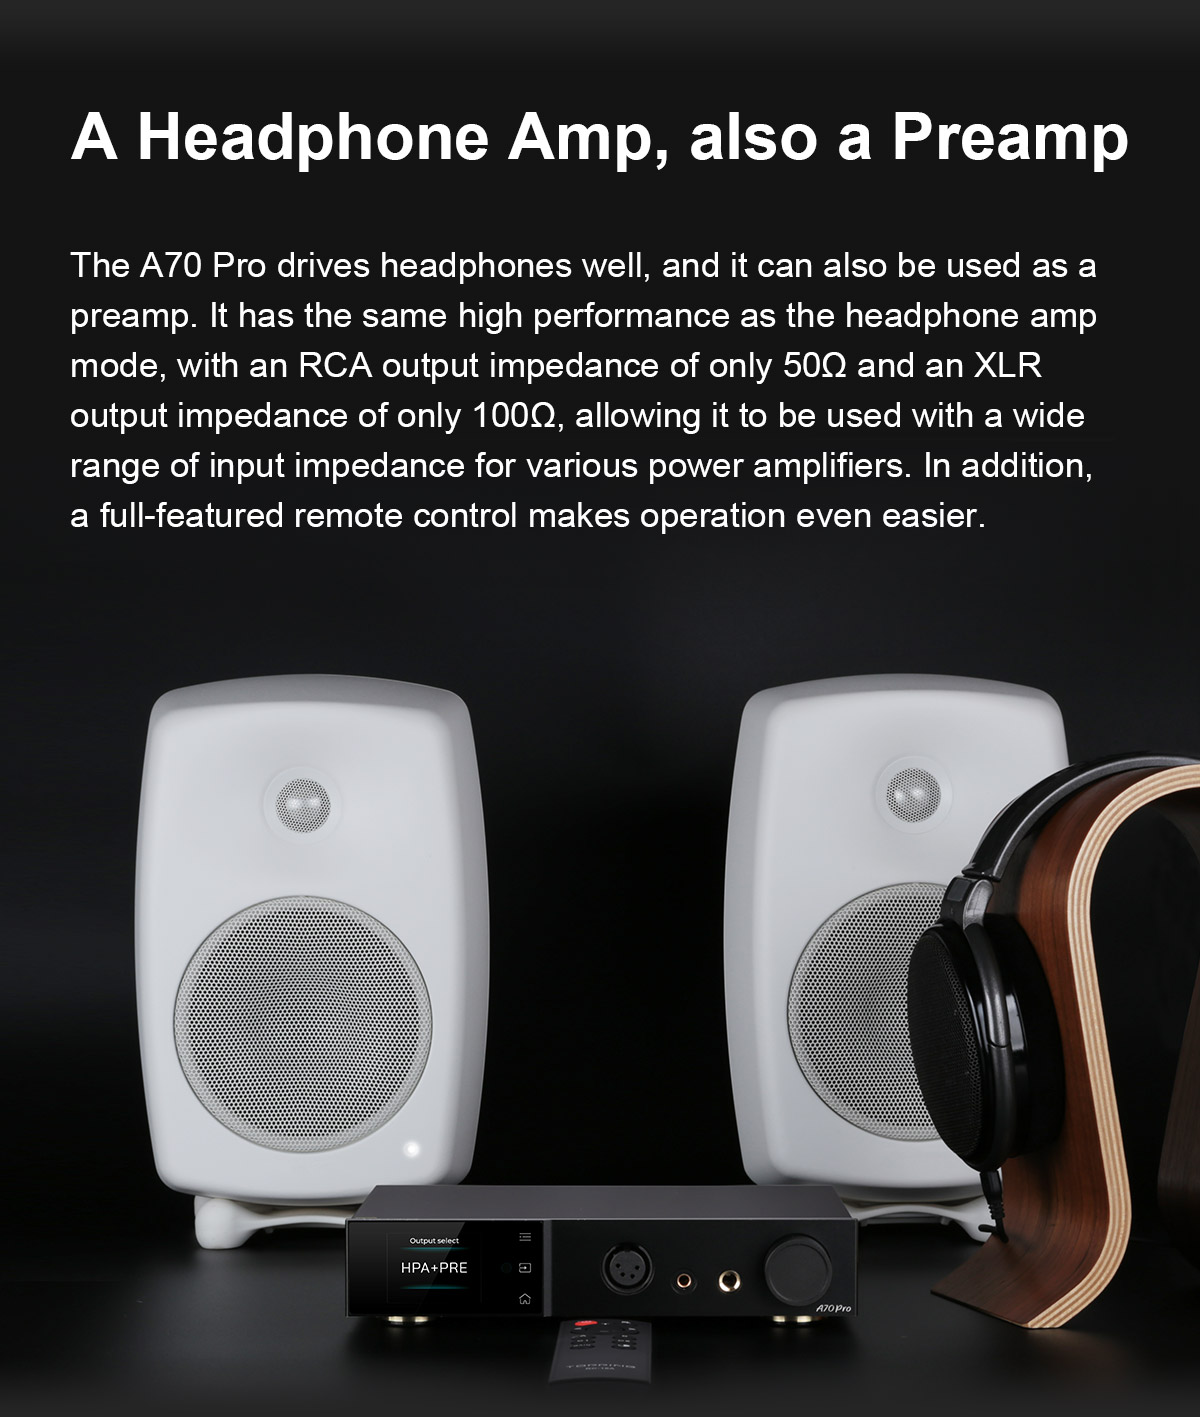 A Headphone Amp, also a Preamp
The A70 Pro drives headphones well, and it can also be used as a
preamp. It has the same high performance as the headphone amp
mode, with an RCA output impedance of only 50Ω and an XLR
output impedance of only 100Ω, allowing it to be used with a wide
range of input impedance for various power amplifiers. In addition,
a full-featured remote control makes operation even easier.
Output select
HPA+PRE
A70 Pro
TOPPING